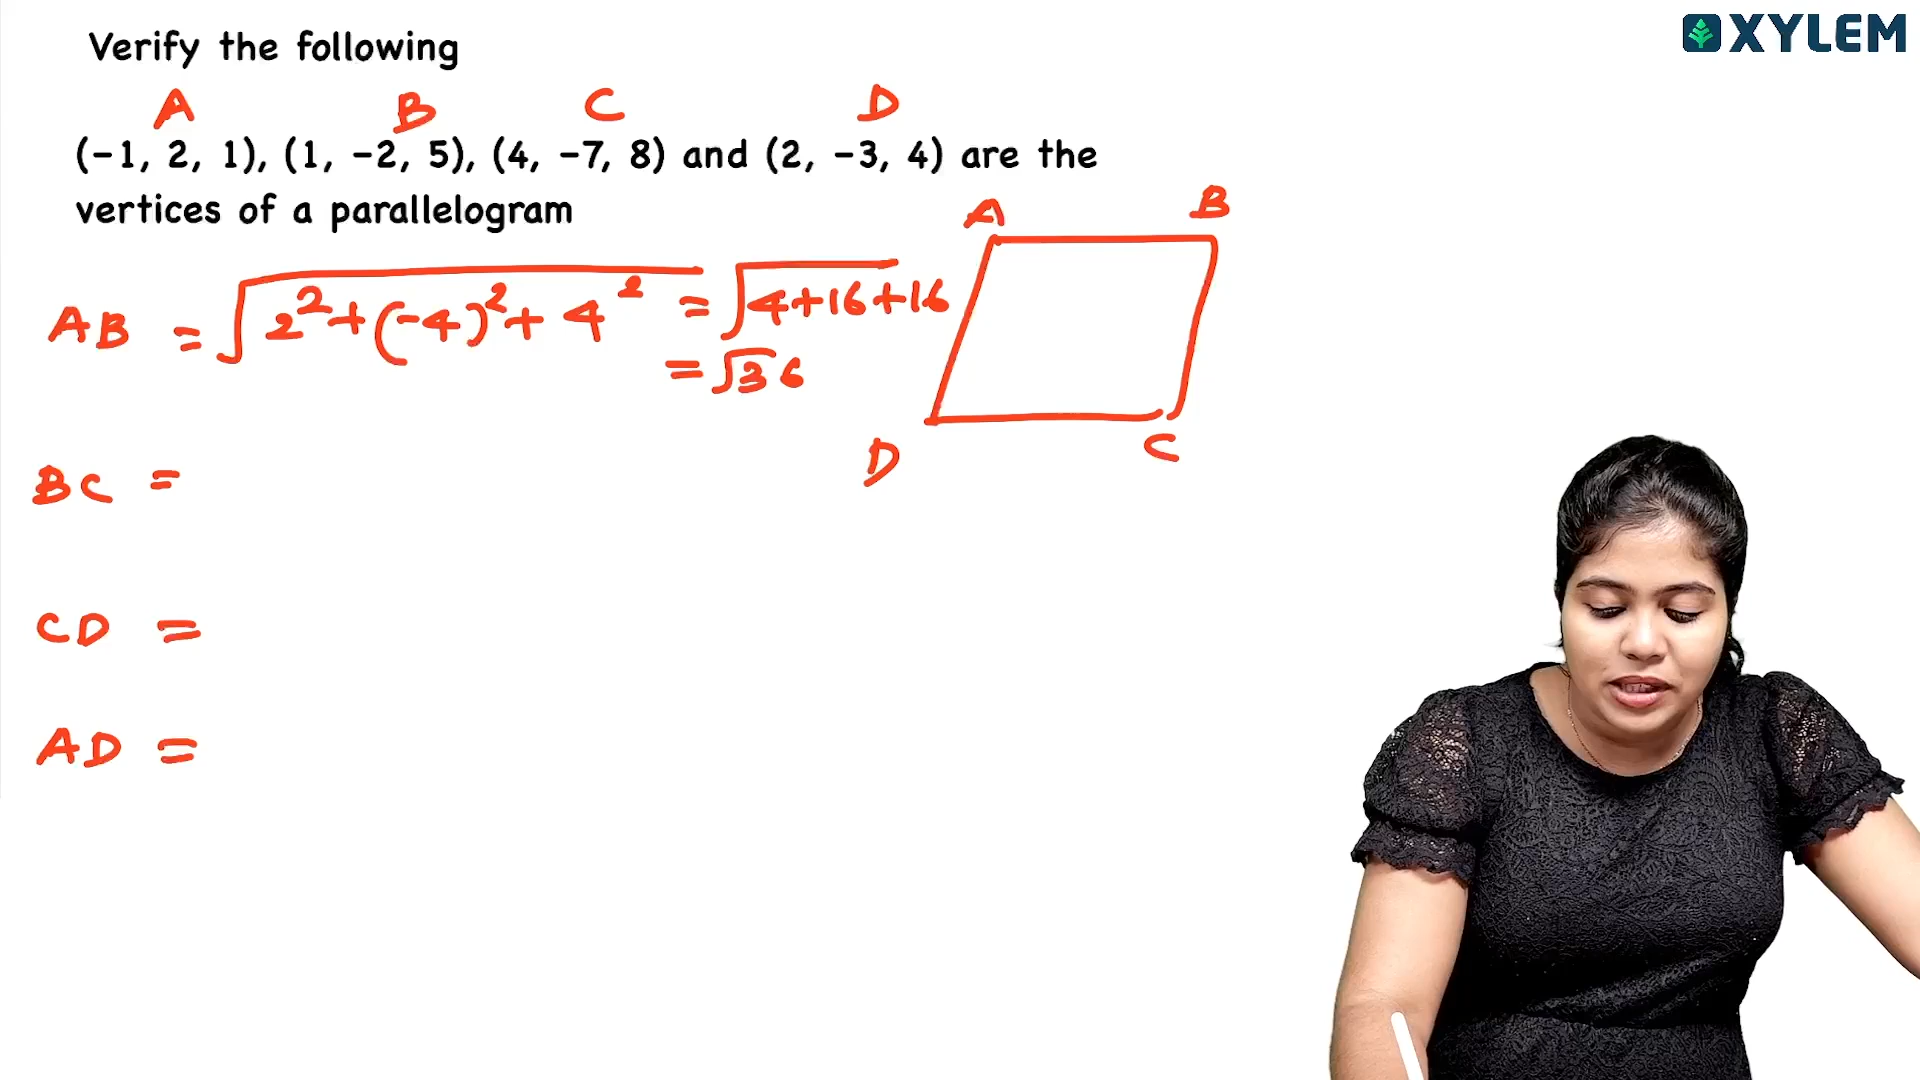 XYLEM
Verify the following
A B C D
(-1, 2, 1), (1, -2, 5), (4, -7, 8) and (2, -3, 4) are the
vertices of a parallelogram
A B
AB = √2² + (-4)² + 4² = √4+16+16
= √36
D C
BC =
CD =
AD =